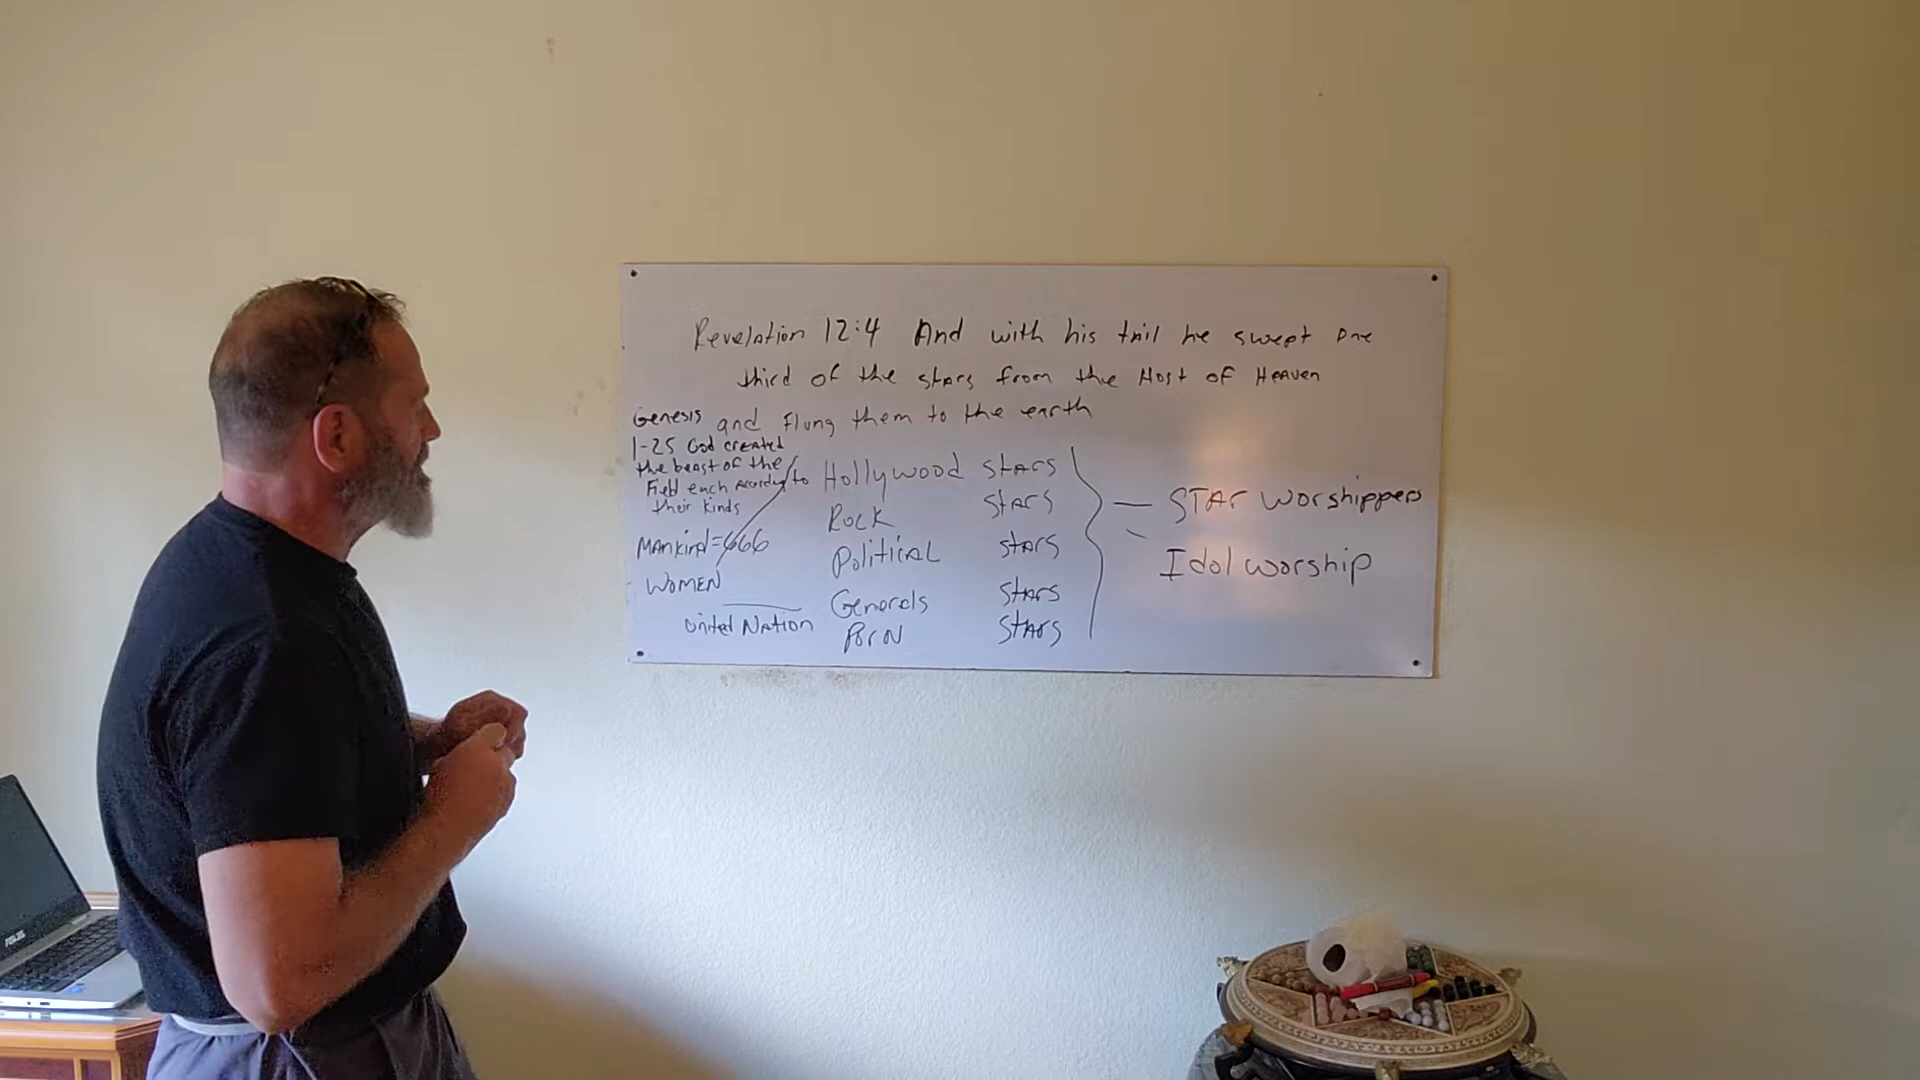 Revelation 12:4 And with his tail he swept one
third of the stars from the Host of Heaven
and flung them to the earth
Genesis
1-25 God created
the beast of the
Field each According to
their kinds
MANkind=666
WOMEN
United NATION
Hollywood stars
Rock stars
Political stars
Generals stars
PorN stars
STAr worshippers
Idol worship
ASUS